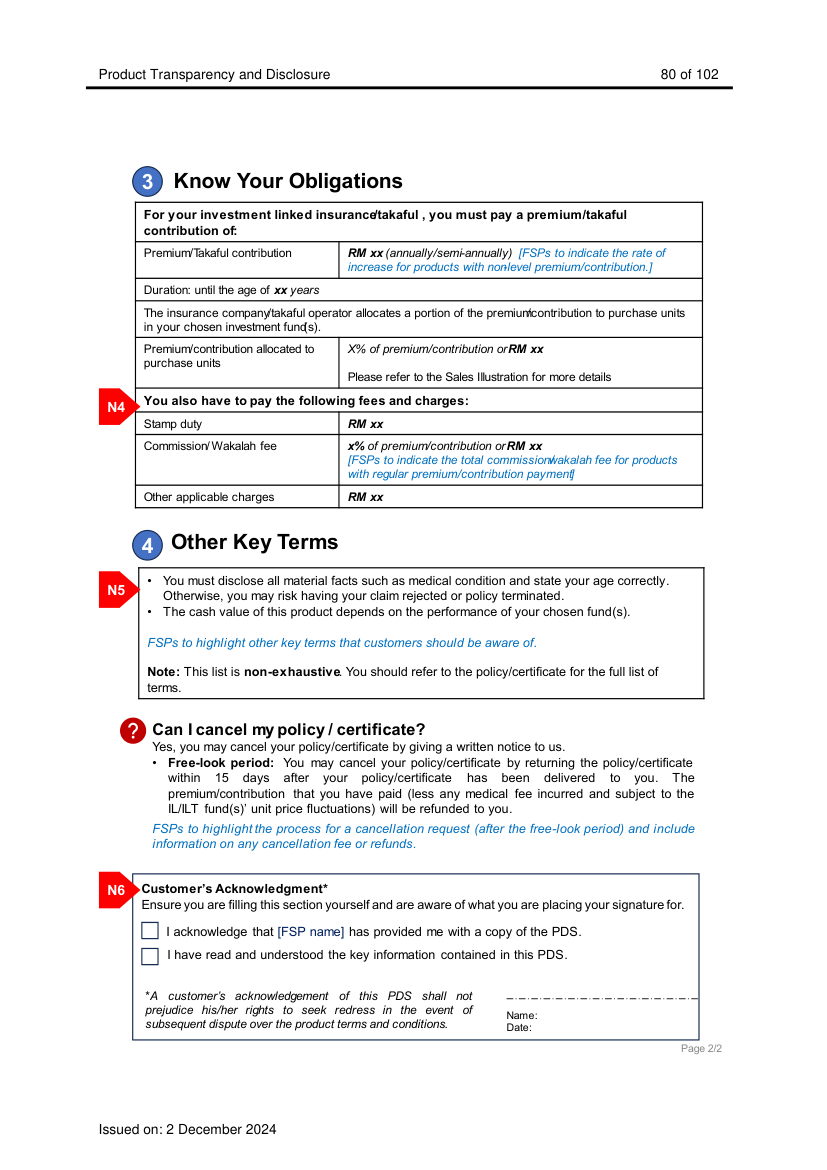 Product Transparency and Disclosure 80 of 102
3 Know Your Obligations
For your investment linked insurance/takaful , you must pay a premium/takaful
contribution of:
Premium/Takaful contribution
RM xx (annually/semi-annually) [FSPs to indicate the rate of
increase for products with non-level premium/contribution.]
Duration: until the age of xx years
The insurance company/takaful operator allocates a portion of the premium/contribution to purchase units
in your chosen investment fund(s).
Premium/contribution allocated to
purchase units
X% of premium/contribution or RM xx
Please refer to the Sales Illustration for more details
N4
You also have to pay the following fees and charges:
Stamp duty
RM xx
Commission/ Wakalah fee
x% of premium/contribution or RM xx
[FSPs to indicate the total commission/wakalah fee for products
with regular premium/contribution payment]
Other applicable charges
RM xx
4 Other Key Terms
N5
• You must disclose all material facts such as medical condition and state your age correctly.
Otherwise, you may risk having your claim rejected or policy terminated.
• The cash value of this product depends on the performance of your chosen fund(s).
FSPs to highlight other key terms that customers should be aware of.
Note: This list is non-exhaustive. You should refer to the policy/certificate for the full list of
terms.
? Can I cancel my policy / certificate?
Yes, you may cancel your policy/certificate by giving a written notice to us.
• Free-look period: You may cancel your policy/certificate by returning the policy/certificate
within 15 days after your policy/certificate has been delivered to you. The
premium/contribution that you have paid (less any medical fee incurred and subject to the
IL/ILT fund(s)’ unit price fluctuations) will be refunded to you.
FSPs to highlight the process for a cancellation request (after the free-look period) and include
information on any cancellation fee or refunds.
N6
Customer’s Acknowledgment*
Ensure you are filling this section yourself and are aware of what you are placing your signature for.
I acknowledge that [FSP name] has provided me with a copy of the PDS.
I have read and understood the key information contained in this PDS.
*A customer’s acknowledgement of this PDS shall not
prejudice his/her rights to seek redress in the event of
subsequent dispute over the product terms and conditions.
Name:
Date:
Page 2/2
Issued on: 2 December 2024